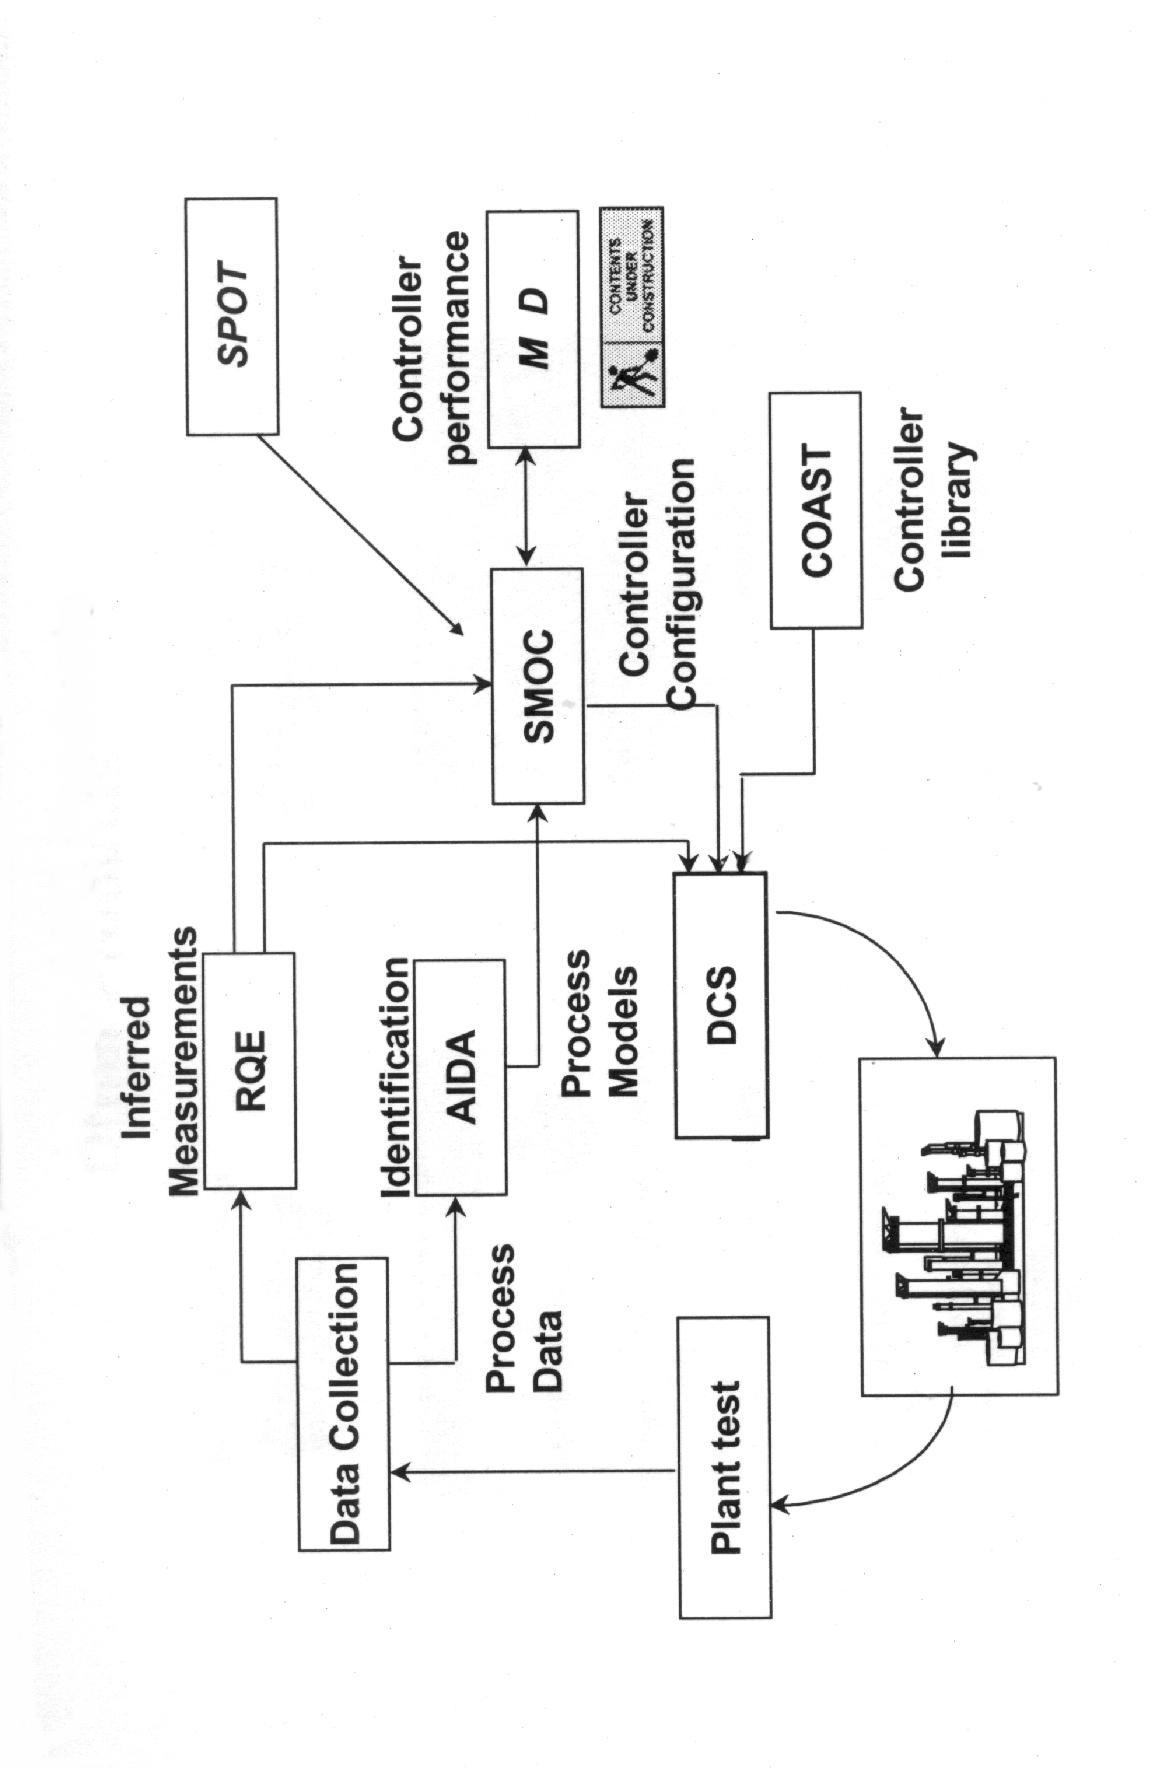 Inferred
Measurements
RQE
SPOT
Data Collection
Identification
AIDA
Controller
performance
SMOC
M D
Process
Data
Process
Models
Controller
Configuration
CONTENTS
UNDER
CONSTRUCTION
Plant test
DCS
COAST
Controller
library